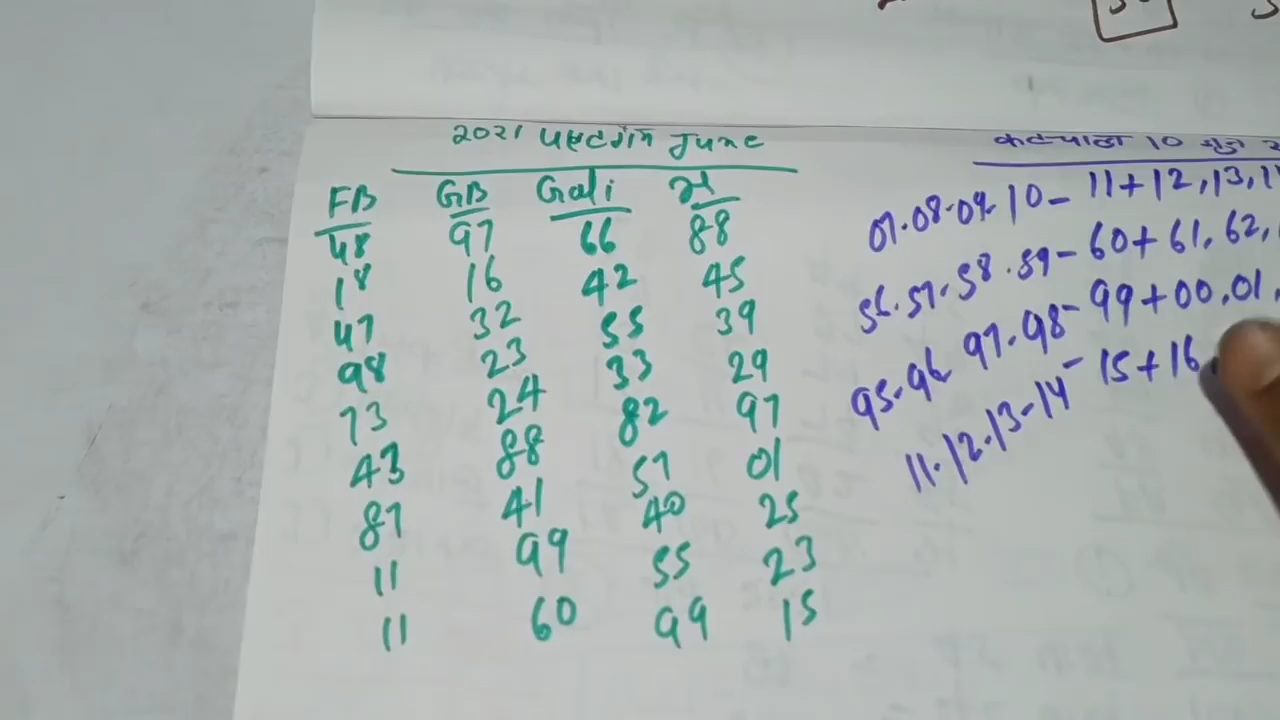 2021 June
FB GB Gali
48 97 66 88
18 16 42 45
47 32 55 39
98 23 33 29
73 24 82 97
43 88 57 01
87 41 40 25
11 99 55 23
11 60 99 15
10
07.08.09.10-11+12,13,1
56.57.58.59-60+61,62,
95.96 97.98-99+00.01,
11.12.13-14-15+16